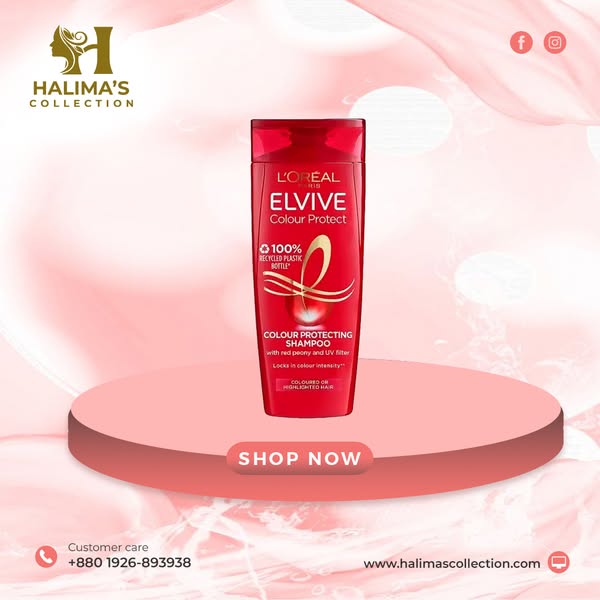 HALIMA'S
COLLECTION
L'ORÉAL
PARIS
ELVIVE
Colour Protect
100%
RECYCLED PLASTIC
BOTTLE*
COLOUR PROTECTING
SHAMPOO
with red peony and UV filter
Locks in colour intensity**
COLOURED OR
HIGHLIGHTED HAIR
SHOP NOW
Customer care
+880 1926-893938
www.halimascollection.com